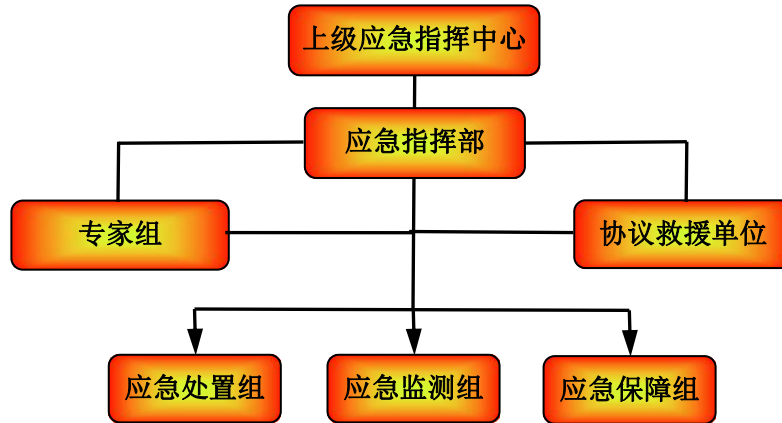 上级应急指挥中心
应急指挥部
专家组
协议救援单位
应急处置组
应急监测组
应急保障组